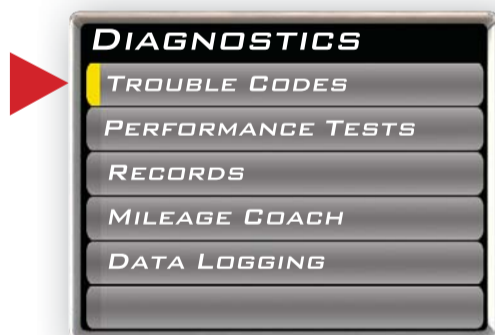 DIAGNOSTICS
TROUBLE CODES
PERFORMANCE TESTS
RECORDS
MILEAGE COACH
DATA LOGGING